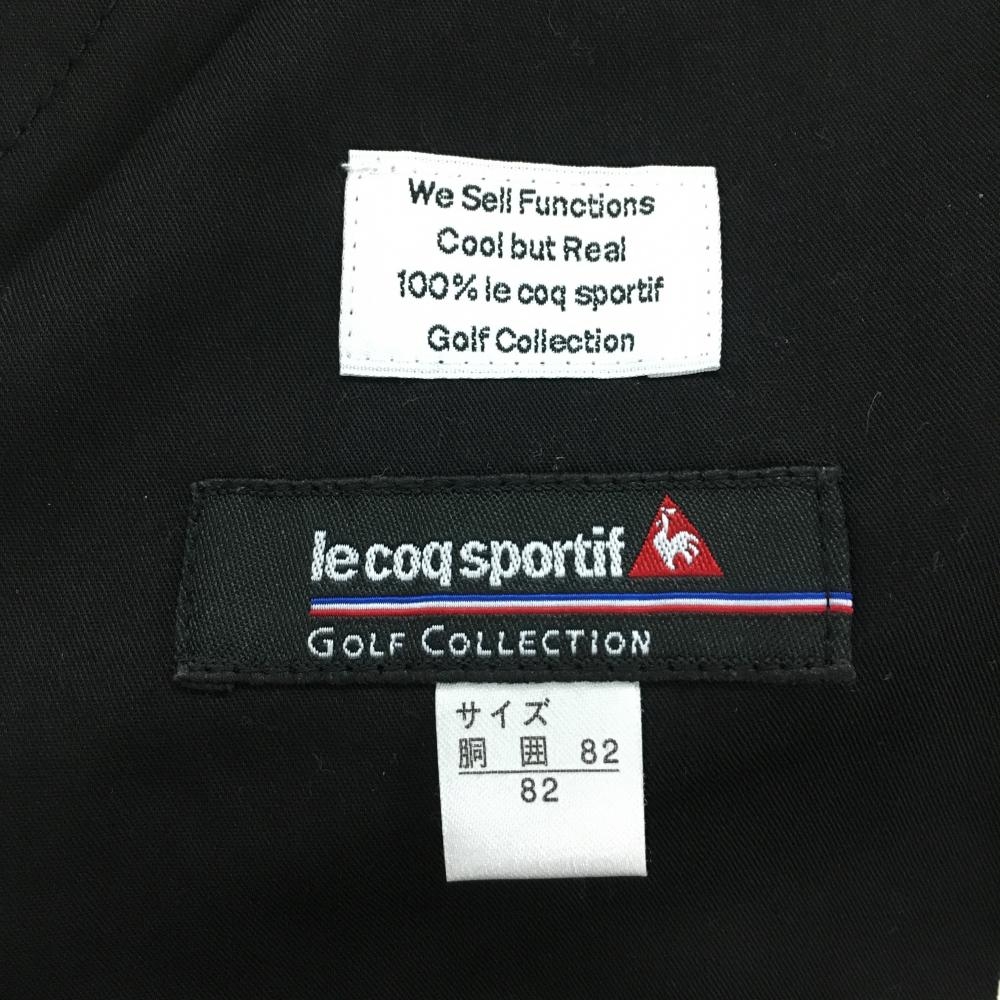 We Sell Functions
Cool but Real
100% le coq sportif
Golf Collection
le coq sportif
GOLF COLLECTION
サイズ
胴 囲 82
82